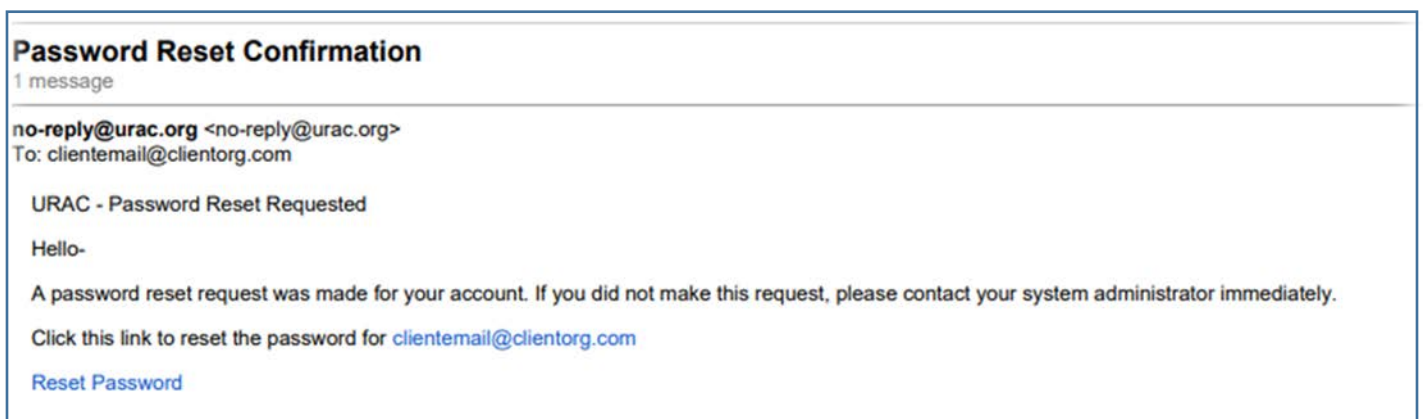 Password Reset Confirmation
1 message
no-reply@urac.org <no-reply@urac.org>
To: clientemail@clientorg.com
URAC - Password Reset Requested
Hello-
A password reset request was made for your account. If you did not make this request, please contact your system administrator immediately.
Click this link to reset the password for clientemail@clientorg.com
Reset Password